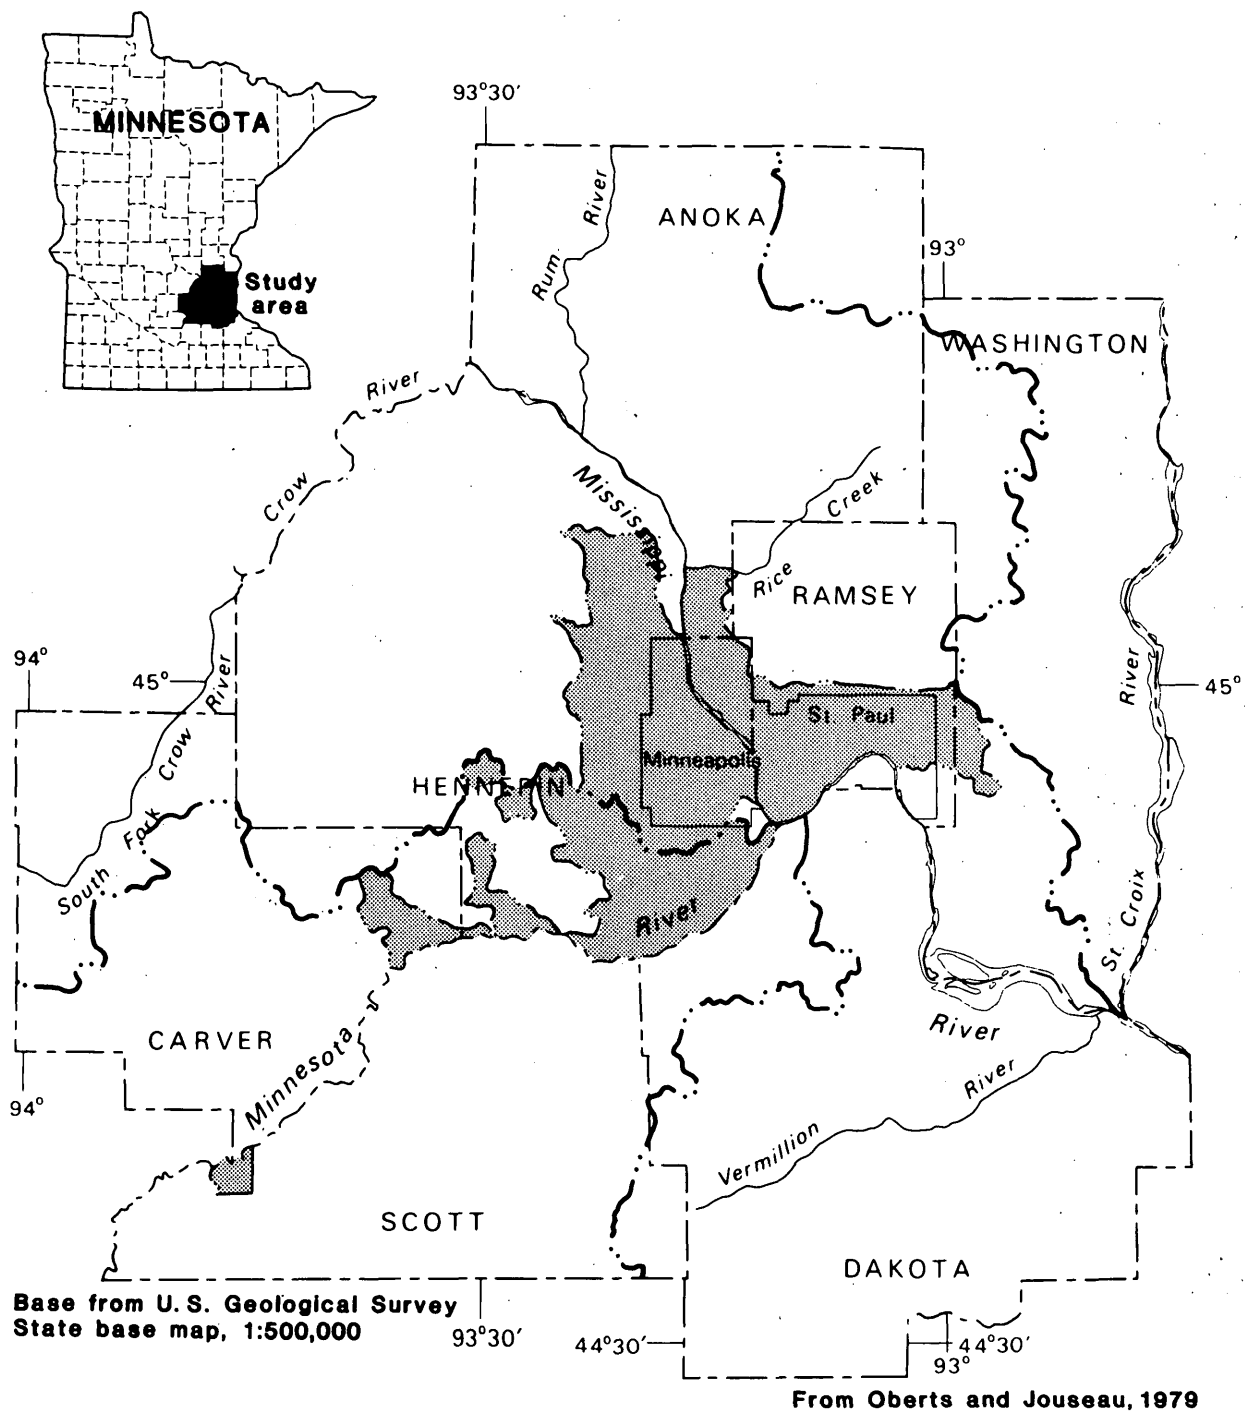 MINNESOTA
Study
area
93°30'
River
Rum
ANOKA
93°
WASHINGTON
River
Crow
Mississippi
Creek
Rice
RAMSEY
94°
45°
River
Crow
Fork
South
River
45°
St. Paul
Minneapolis
HENNEPIN
River
St. Croix
CARVER
Minnesota
River
River
Vermillion
94°
SCOTT
DAKOTA
Base from U.S. Geological Survey
State base map, 1:500,000
93°30'
44°30'
44°30'
93°
From Oberts and Jouseau, 1979